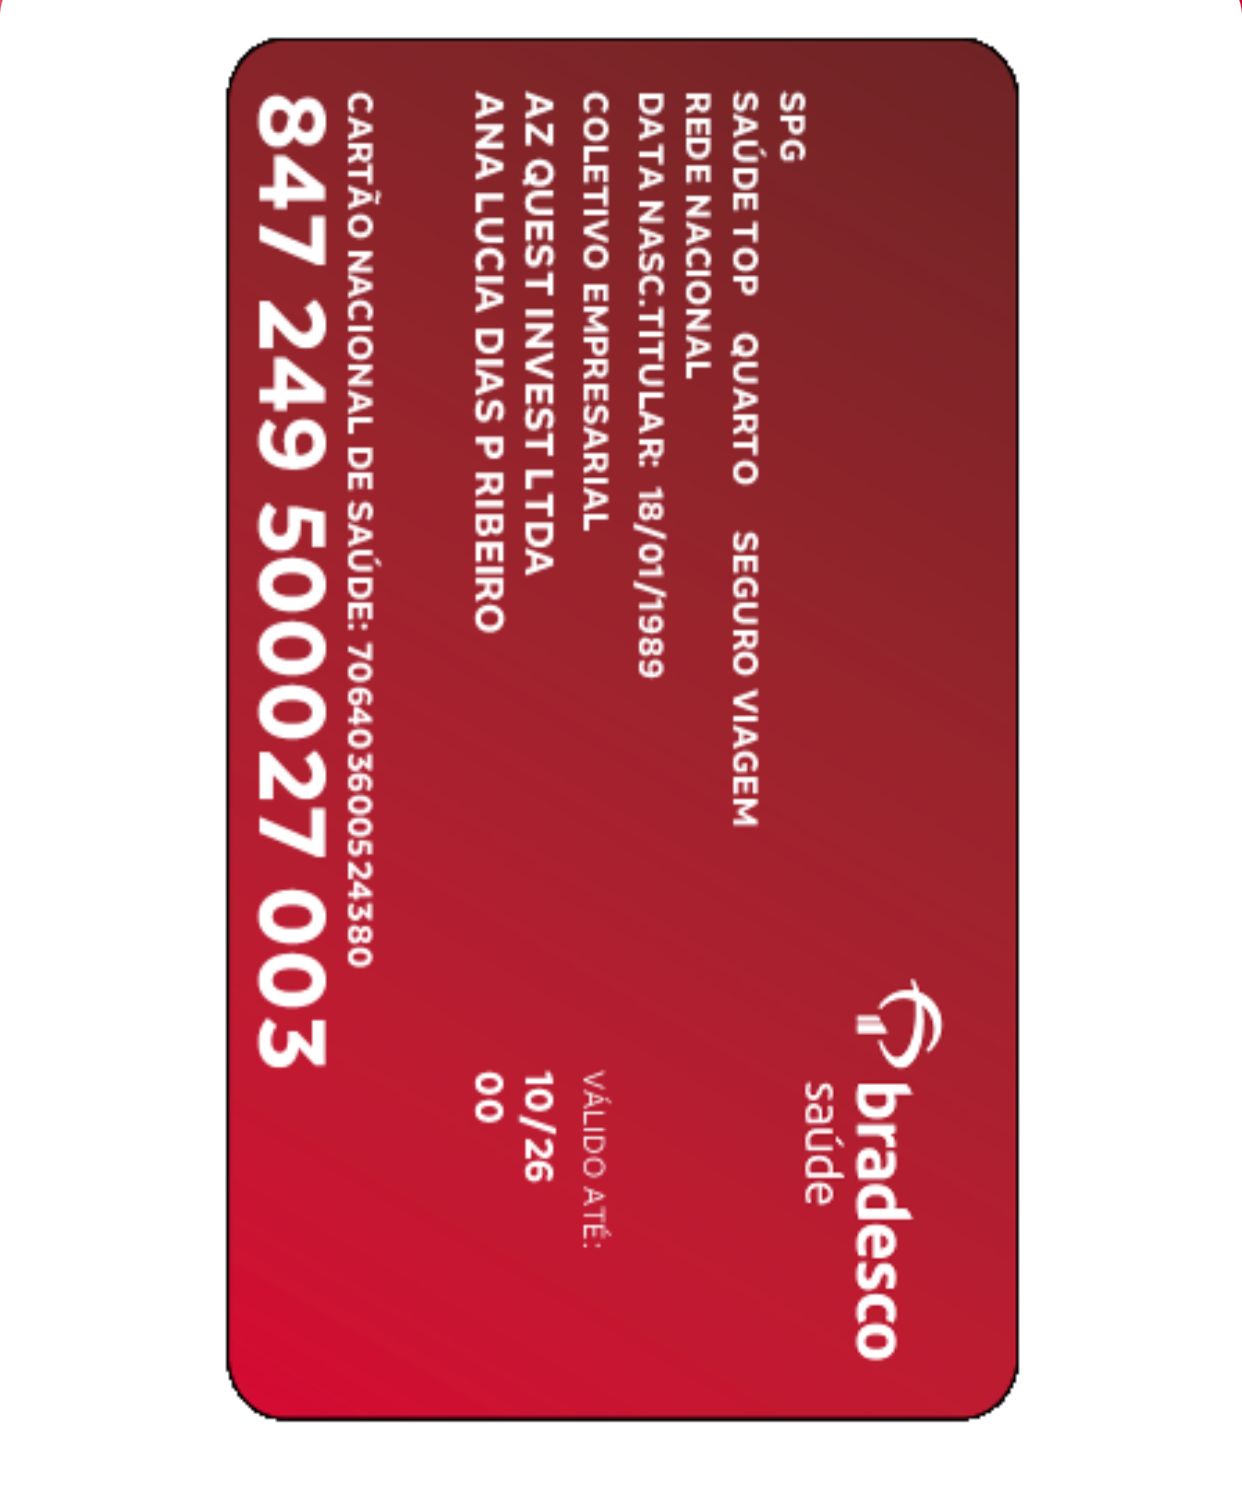 bradesco
saúde
SPG
SAÚDE TOP QUARTO SEGURO VIAGEM
REDE NACIONAL
DATA NASC.TITULAR: 18/01/1989
COLETIVO EMPRESARIAL
VÁLIDO ATÉ:
AZ QUEST INVEST LTDA
10/26
ANA LUCIA DIAS P RIBEIRO
00
CARTÃO NACIONAL DE SAÚDE: 706403600524380
847 249 500027 003